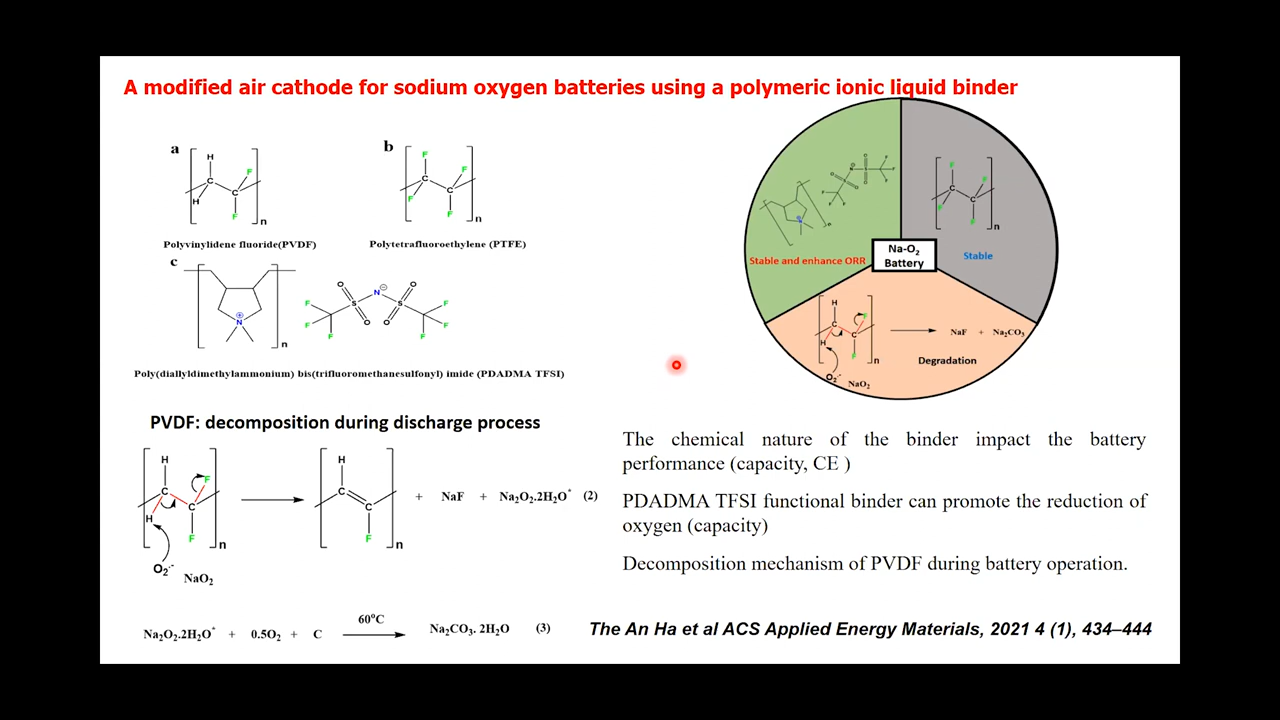 A modified air cathode for sodium oxygen batteries using a polymeric ionic liquid binder
a
H
F
C
C
H
F
n
Polyvinylidene fluoride(PVDF)
b
F
F
C
C
F
F
n
Polytetrafluoroethylene (PTFE)
c
N
⊕
n
O
O
N
⊖
F
S
S
F
F
F
O
O
F
F
Poly(diallyldimethylammonium) bis(trifluoromethanesulfonyl) imide (PDADMA TFSI)
Stable and enhance ORR
n
Na-O₂
Battery
F
F
C
C
F
F
n
Stable
H
F
C
C
H
F
n
O₂·⁻
NaO₂
NaF + Na₂CO₃
Degradation
PVDF: decomposition during discharge process
H
F
C
C
H
F
n
O₂·⁻
NaO₂
H
C
C
F
n
+ NaF + Na₂O₂.2H₂O* (2)
Na₂O₂.2H₂O* + 0.5O₂ + C
60°C
Na₂CO₃. 2H₂O (3)
The chemical nature of the binder impact the battery
performance (capacity, CE )
PDADMA TFSI functional binder can promote the reduction of
oxygen (capacity)
Decomposition mechanism of PVDF during battery operation.
The An Ha et al ACS Applied Energy Materials, 2021 4 (1), 434–444